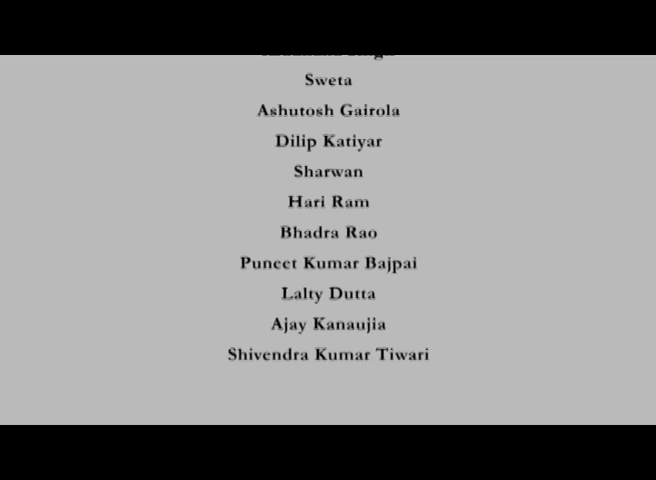 Sweta
Ashutosh Gairola
Dilip Katiyar
Sharwan
Hari Ram
Bhadra Rao
Puneet Kumar Bajpai
Lalty Dutta
Ajay Kanaujia
Shivendra Kumar Tiwari